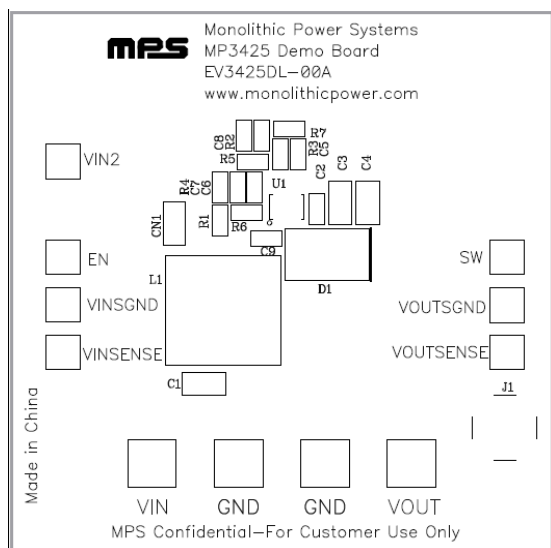 mps
Monolithic Power Systems
MP3425 Demo Board
EV3425DL-00A
www.monolithicpower.com
VIN2
C8
R2
R7
R3
C5
R5
R4
C7
C6
U1
C2
C3
C4
CN1
R1
R6
C9
EN
L1
D1
SW
VINSGND
VOUTSGND
VINSENSE
VOUTSENSE
C1
J1
Made in China
VIN
GND
GND
VOUT
MPS Confidential-For Customer Use Only